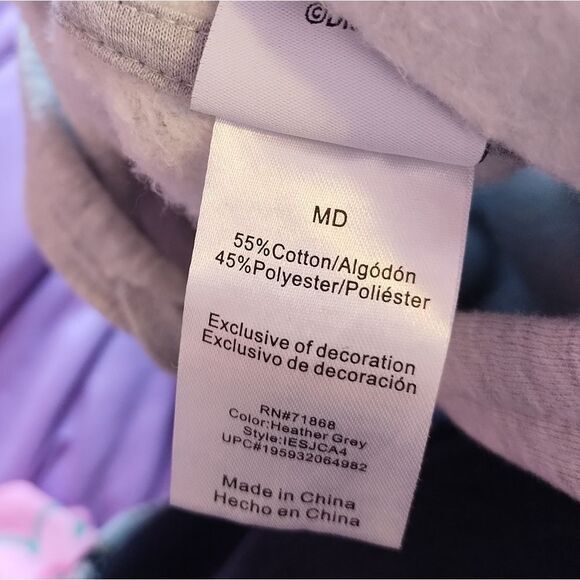 MD
55%Cotton/Algódón
45%Polyester/Poliéster
Exclusive of decoration
Exclusivo de decoración
RN#71868
Color:Heather Grey
Style:IESJCA4
UPC#195932064982
Made in China
Hecho en China